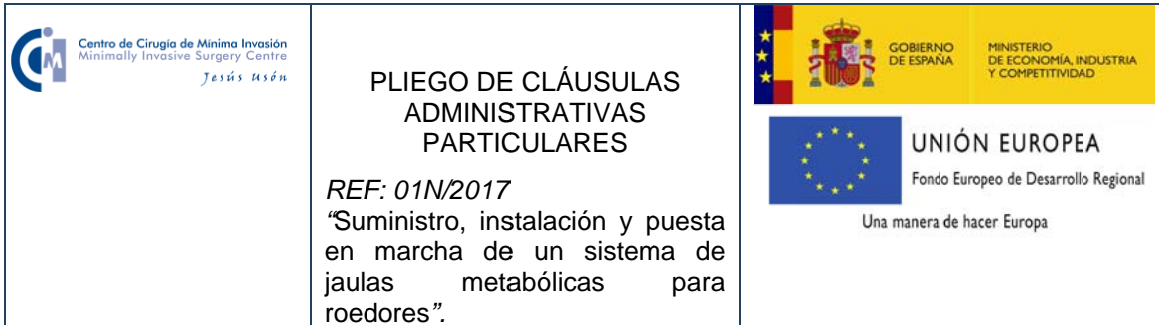 Centro de Cirugía de Mínima Invasión
Minimally Invasive Surgery Centre
Jesús Usón
PLIEGO DE CLÁUSULAS
ADMINISTRATIVAS
PARTICULARES
REF: 01N/2017
“Suministro, instalación y puesta
en marcha de un sistema de
jaulas metabólicas para
roedores”.
GOBIERNO
DE ESPAÑA
MINISTERIO
DE ECONOMÍA, INDUSTRIA
Y COMPETITIVIDAD
UNIÓN EUROPEA
Fondo Europeo de Desarrollo Regional
Una manera de hacer Europa